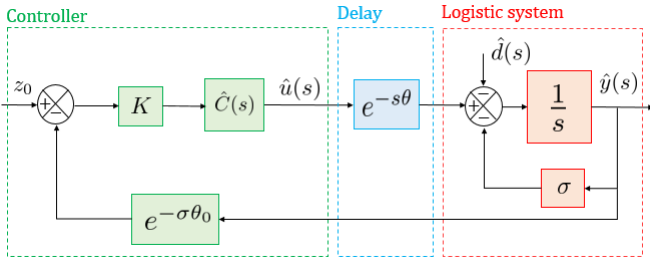 Controller
Delay
Logistic system
z₀
+
−
K
Ĉ(s)
û(s)
e^{−sθ}
d̂(s)
+
−
−
1/s
ŷ(s)
σ
e^{−σθ₀}